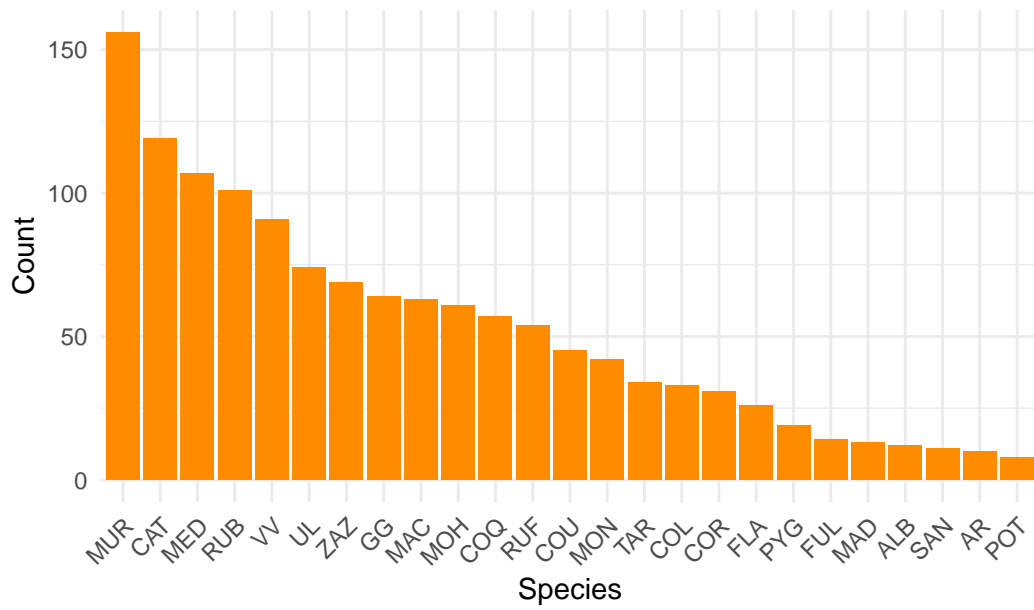 150
100
50
0
Count
MUR CAT MED RUB VV UL ZAZ GG MAC MOH COQ RUF COU MON TAR COL COR FLA PYG FUL MAD ALB SAN AR POT
Species